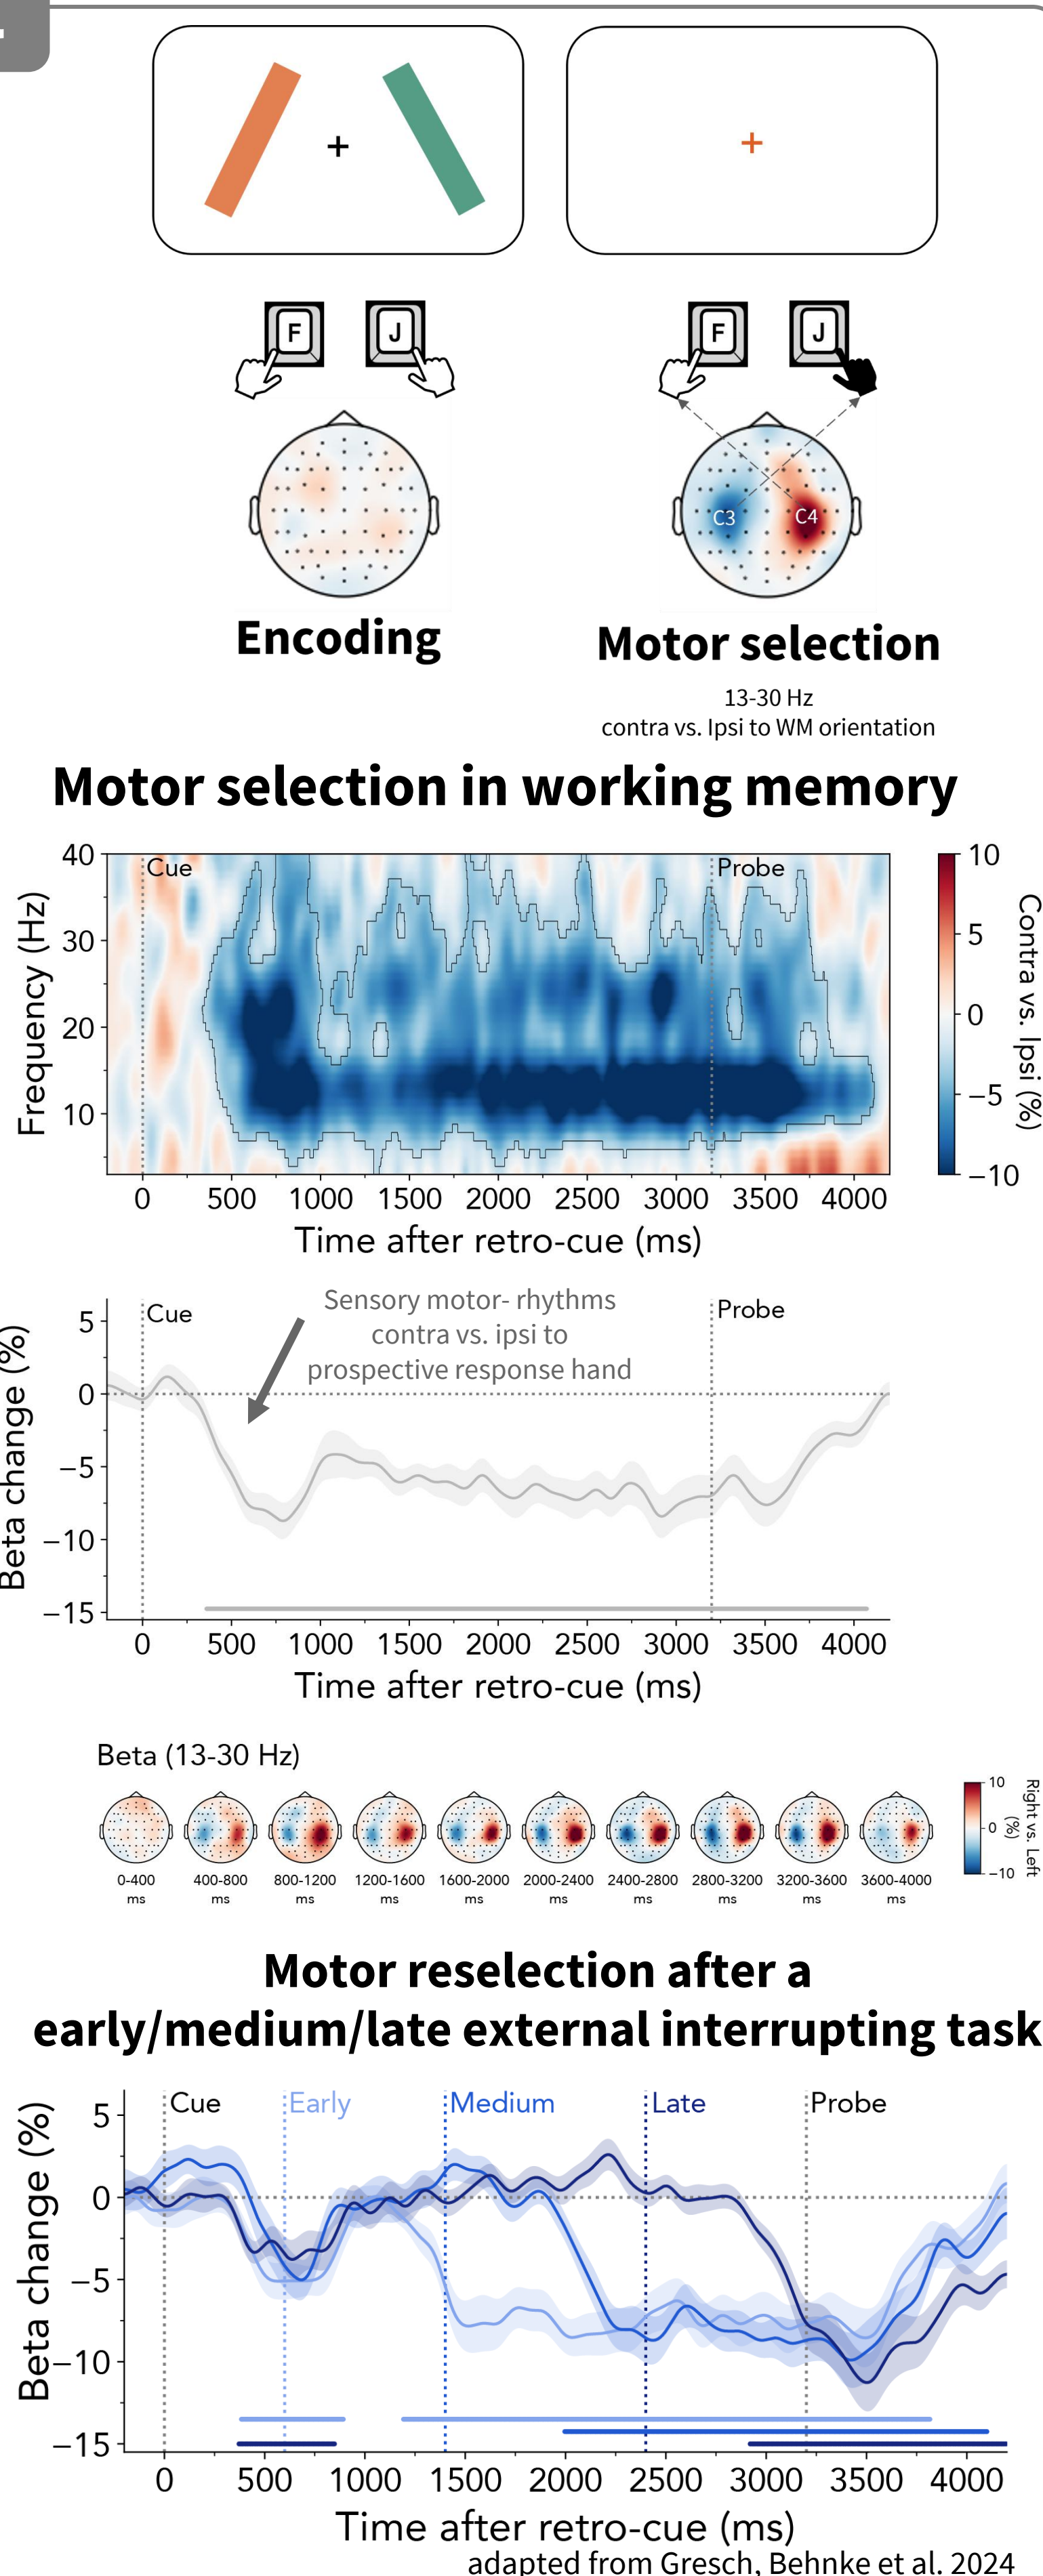 F J
F J
C3 C4
Encoding
Motor selection
13-30 Hz
contra vs. Ipsi to WM orientation
Motor selection in working memory
Cue
Probe
40
30
20
10
Frequency (Hz)
0 500 1000 1500 2000 2500 3000 3500 4000
Time after retro-cue (ms)
10
5
0
−5
−10
Contra vs. Ipsi (%)
Sensory motor- rhythms
contra vs. ipsi to
prospective response hand
Cue
Probe
5
0
−5
−10
−15
Beta change (%)
0 500 1000 1500 2000 2500 3000 3500 4000
Time after retro-cue (ms)
Beta (13-30 Hz)
0-400 400-800 800-1200 1200-1600 1600-2000 2000-2400 2400-2800 2800-3200 3200-3600 3600-4000
ms ms ms ms ms ms ms ms ms ms
10
0
−10
Right vs. Left
(%)
Motor reselection after a
early/medium/late external interrupting task
Cue Early Medium Late Probe
5
0
−5
−10
−15
Beta change (%)
0 500 1000 1500 2000 2500 3000 3500 4000
Time after retro-cue (ms)
adapted from Gresch, Behnke et al. 2024